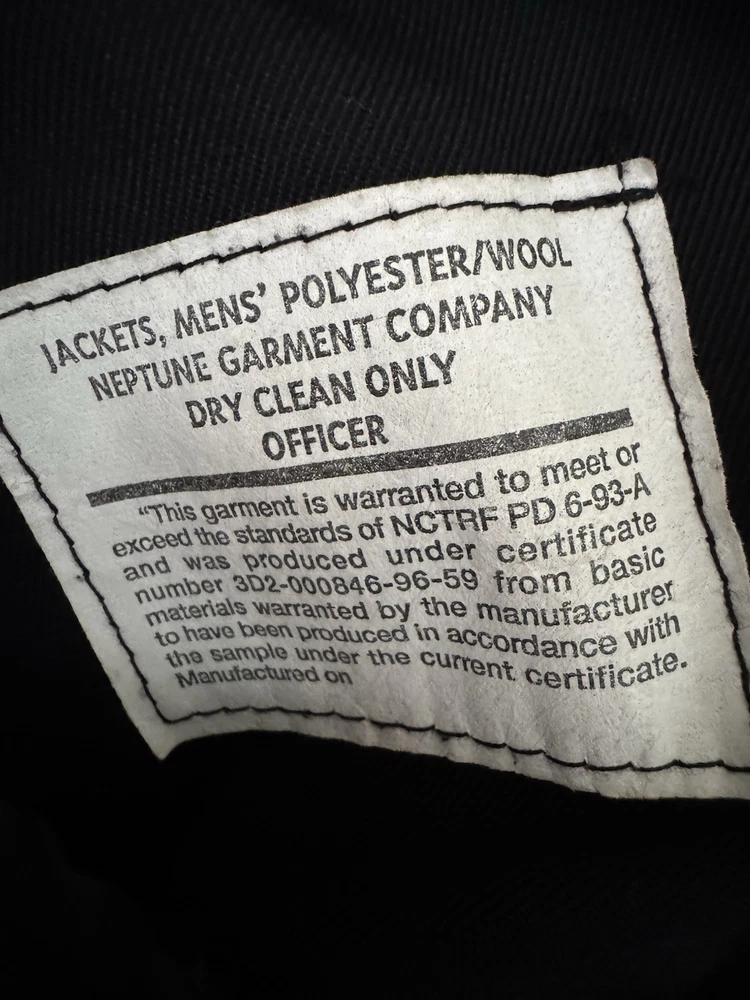 JACKETS, MENS' POLYESTER/WOOL
NEPTUNE GARMENT COMPANY
DRY CLEAN ONLY
OFFICER
"This garment is warranted to meet or
exceed the standards of NCTRF PD 6-93-A
and was produced under certificate
number 3D2-000846-96-59 from basic
materials warranted by the manufacturer
to have been produced in accordance with
the sample under the current certificate.
Manufactured on